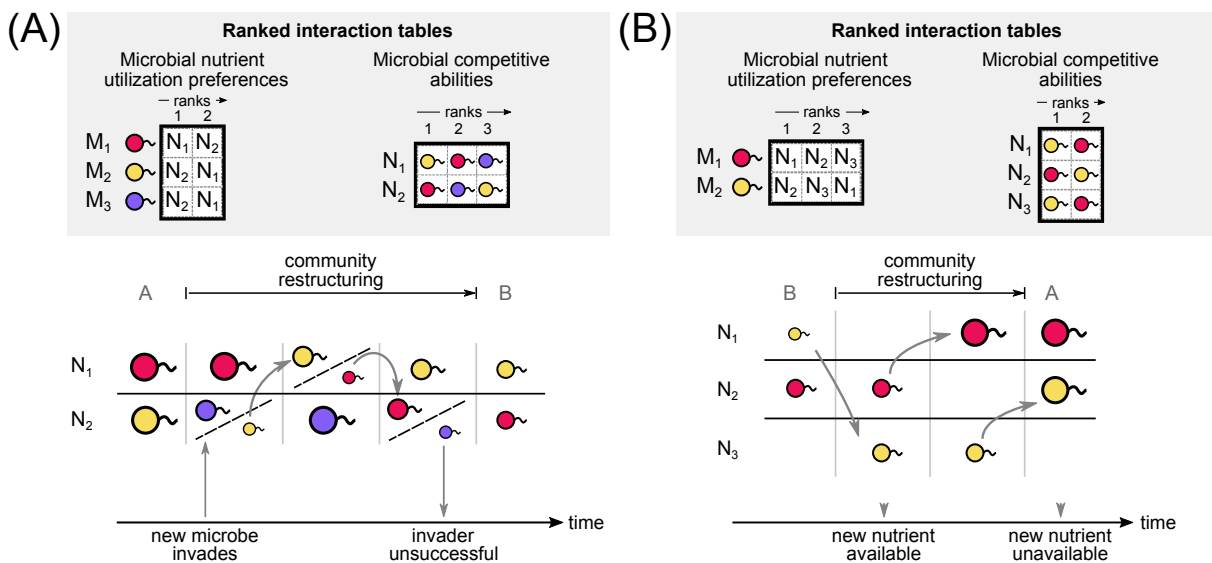 (A)
Ranked interaction tables
Microbial nutrient
utilization preferences
ranks
1 2
M1 N1 N2
M2 N2 N1
M3 N2 N1
Microbial competitive
abilities
ranks
1 2 3
N1
N2
community
restructuring
A B
N1
N2
time
new microbe
invades
invader
unsuccessful
(B)
Ranked interaction tables
Microbial nutrient
utilization preferences
ranks
1 2 3
M1 N1 N2 N3
M2 N2 N3 N1
Microbial competitive
abilities
ranks
1 2
N1
N2
N3
community
restructuring
B A
N1
N2
N3
time
new nutrient
available
new nutrient
unavailable